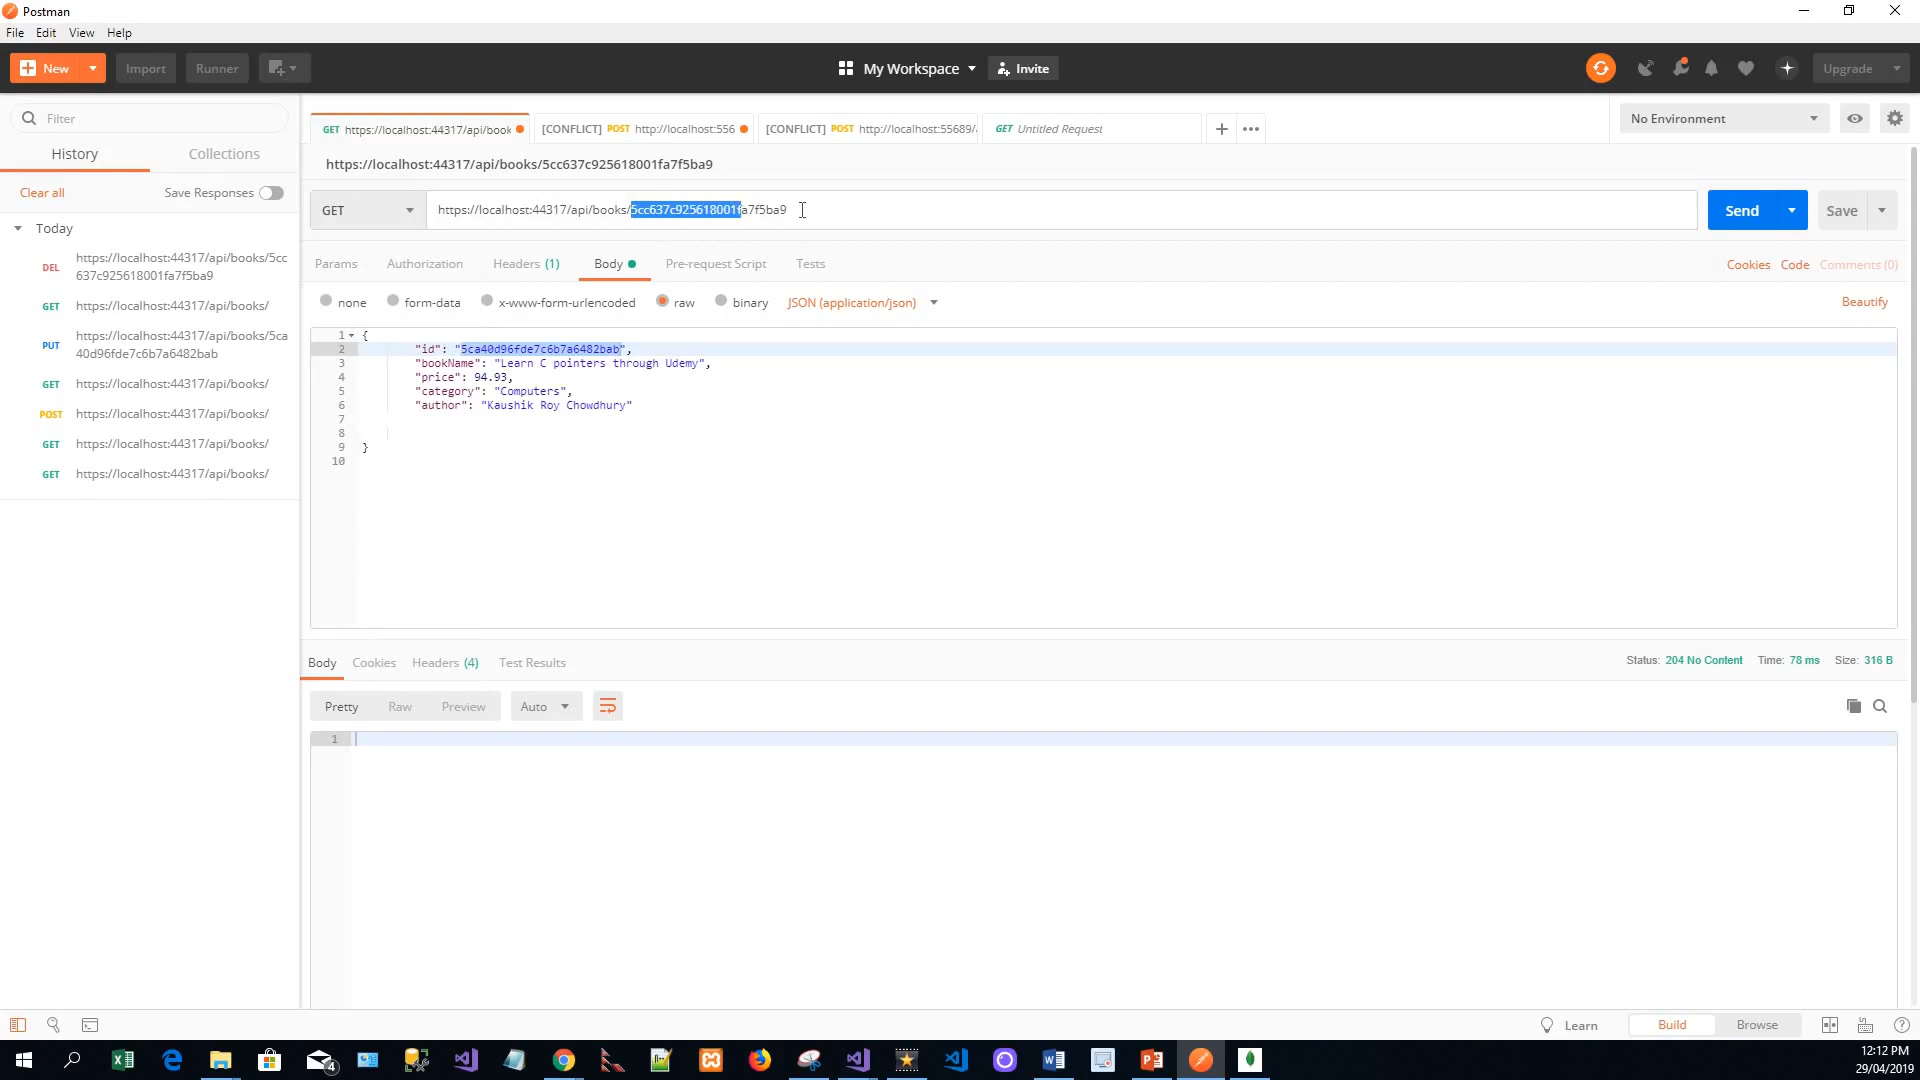 Postman
File Edit View Help
New Import Runner My Workspace Invite Upgrade
Filter
History Collections
Clear all Save Responses
Today
DEL https://localhost:44317/api/books/5cc
637c925618001fa7f5ba9
GET https://localhost:44317/api/books/
PUT https://localhost:44317/api/books/5ca
40d96fde7c6b7a6482bab
GET https://localhost:44317/api/books/
POST https://localhost:44317/api/books/
GET https://localhost:44317/api/books/
GET https://localhost:44317/api/books/
GET https://localhost:44317/api/book [CONFLICT] POST http://localhost:556 [CONFLICT] POST http://localhost:55689/ GET Untitled Request
No Environment
https://localhost:44317/api/books/5cc637c925618001fa7f5ba9
GET https://localhost:44317/api/books/5cc637c925618001fa7f5ba9 Send Save
Params Authorization Headers (1) Body Pre-request Script Tests Cookies Code Comments (0)
none form-data x-www-form-urlencoded raw binary JSON (application/json) Beautify
1 {
2 "id": "5ca40d96fde7c6b7a6482bab",
3 "bookName": "Learn C pointers through Udemy",
4 "price": 94.93,
5 "category": "Computers",
6 "author": "Kaushik Roy Chowdhury"
7
8
9 }
10
Body Cookies Headers (4) Test Results Status: 204 No Content Time: 78 ms Size: 316 B
Pretty Raw Preview Auto
1
Learn Build Browse
4
12:12 PM
29/04/2019